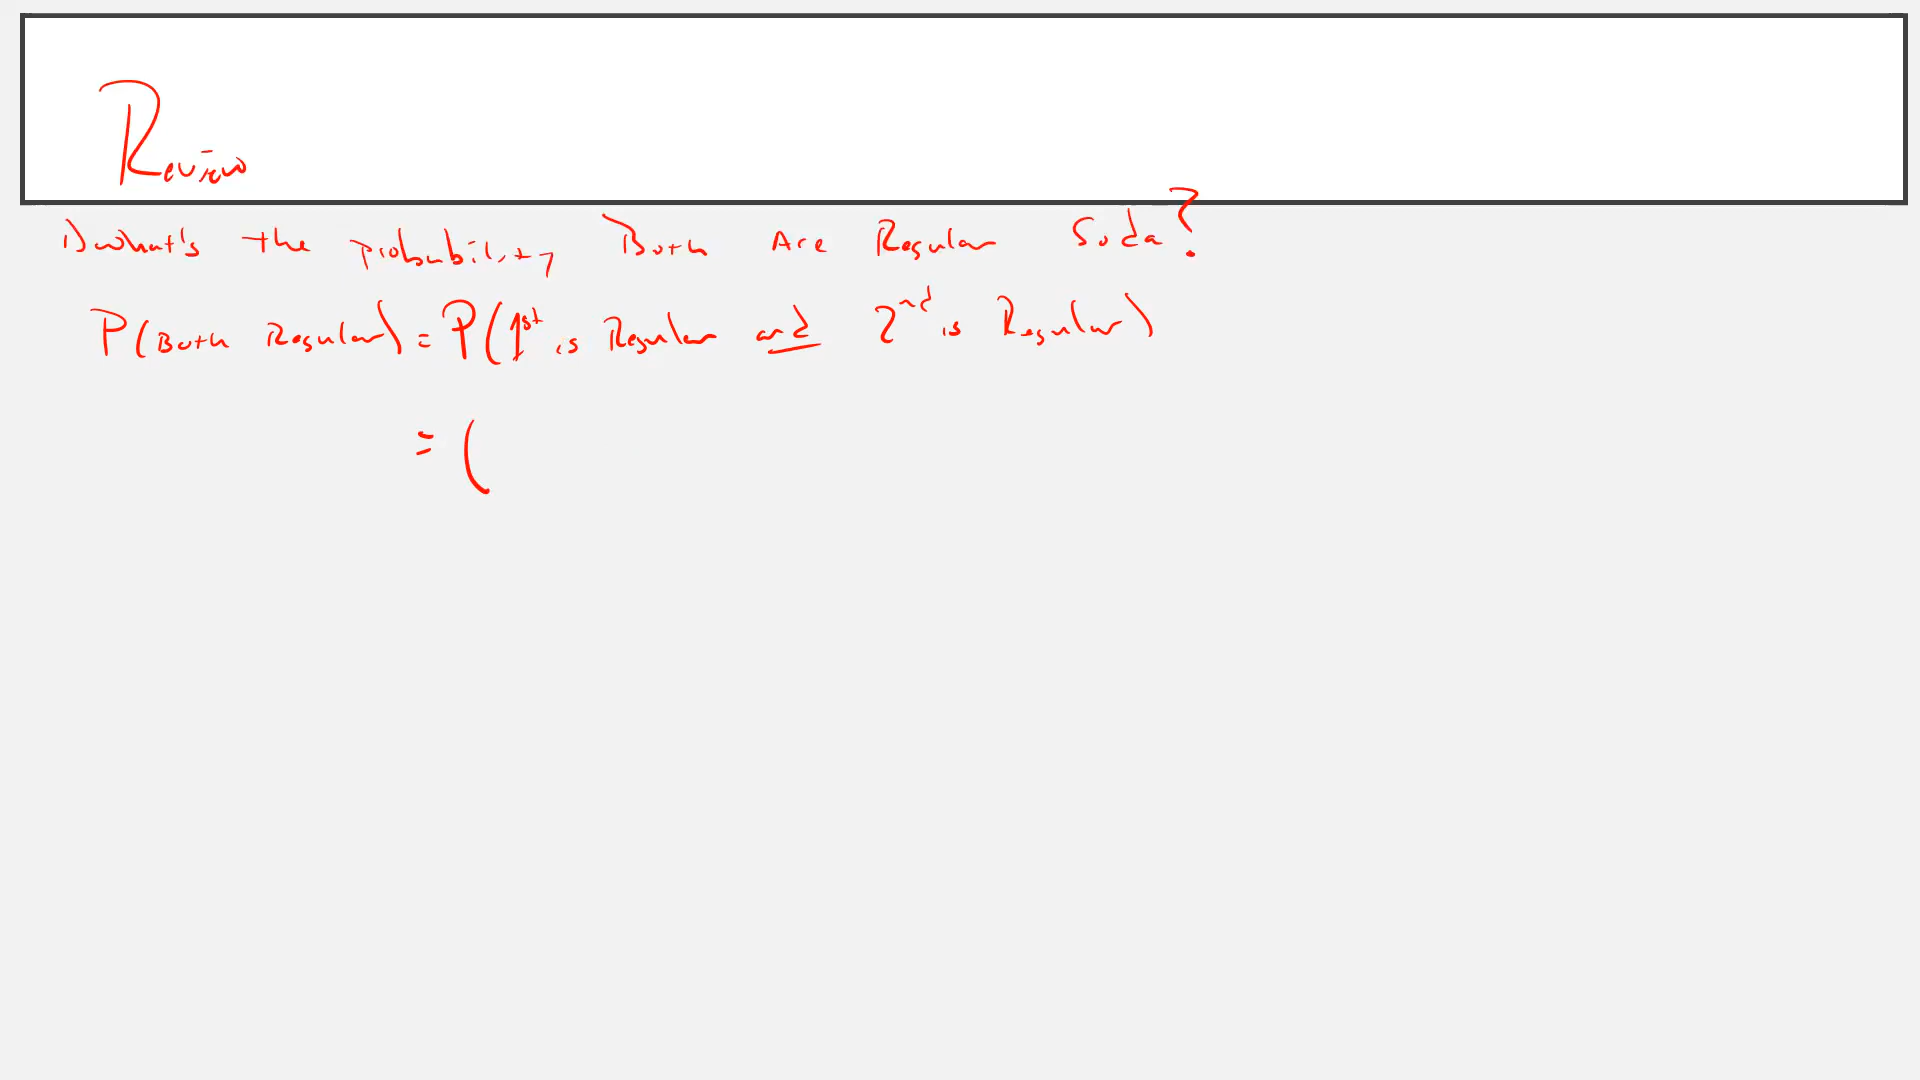 Review
1) what's the probability Both Are Regular Soda?
P(Both Regular) = P(1st is Regular and 2nd is Regular)
= (